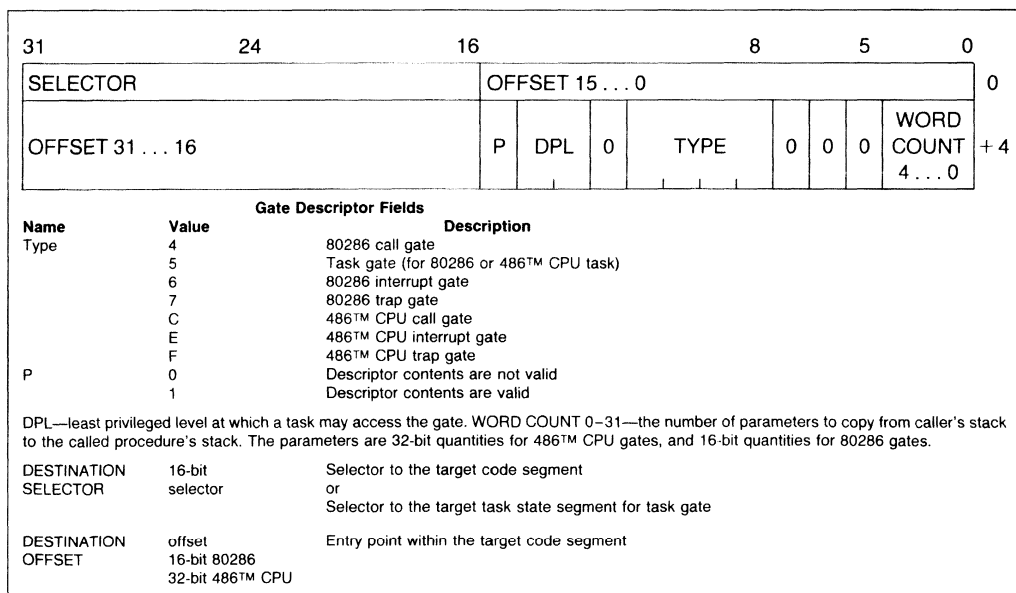 31 24 16 8 5 0
SELECTOR OFFSET 15 . . . 0 0
OFFSET 31 . . . 16 P DPL 0 TYPE 0 0 0 WORD COUNT 4 . . . 0 +4
Gate Descriptor Fields
Name Value Description
Type 4 80286 call gate
5 Task gate (for 80286 or 486™ CPU task)
6 80286 interrupt gate
7 80286 trap gate
C 486™ CPU call gate
E 486™ CPU interrupt gate
F 486™ CPU trap gate
P 0 Descriptor contents are not valid
1 Descriptor contents are valid
DPL—least privileged level at which a task may access the gate. WORD COUNT 0–31—the number of parameters to copy from caller's stack
to the called procedure's stack. The parameters are 32-bit quantities for 486™ CPU gates, and 16-bit quantities for 80286 gates.
DESTINATION 16-bit Selector to the target code segment
SELECTOR selector or
Selector to the target task state segment for task gate
DESTINATION offset Entry point within the target code segment
OFFSET 16-bit 80286
32-bit 486™ CPU